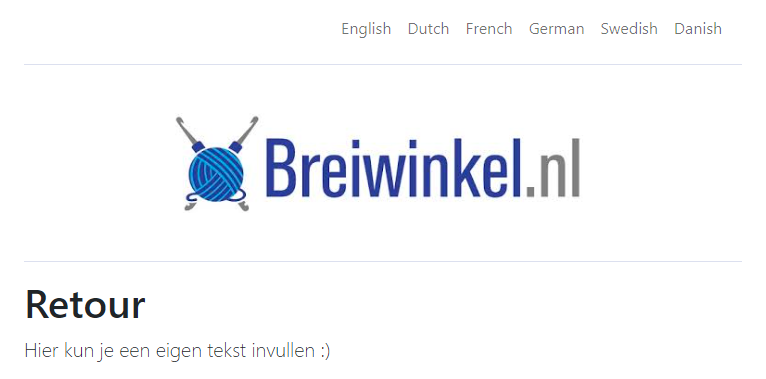 English Dutch French German Swedish Danish
Breiwinkel.nl
Retour
Hier kun je een eigen tekst invullen :)